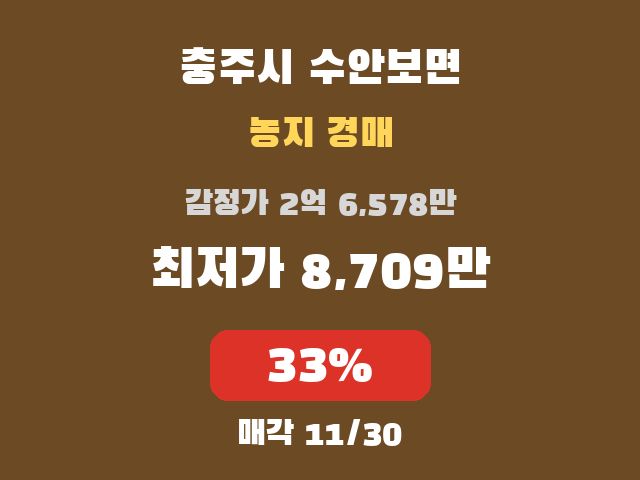 충주시 수안보면
농지 경매
감정가 2억 6,578만
최저가 8,709만
33%
매각 11/30